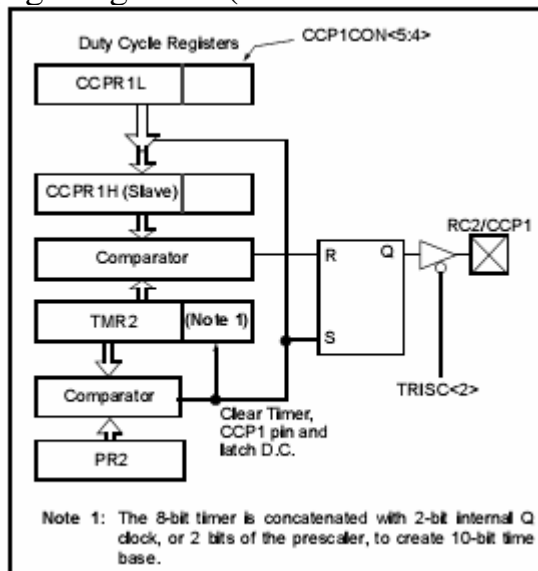 Duty Cycle Registers
CCP1CON<5:4>
CCPR1L
CCPR1H (Slave)
Comparator
TMR2
(Note 1)
Comparator
PR2
R
Q
S
RC2/CCP1
TRISC<2>
Clear Timer,
CCP1 pin and
latch D.C.
Note 1: The 8-bit timer is concatenated with 2-bit internal Q
clock, or 2 bits of the prescaler, to create 10-bit time
base.